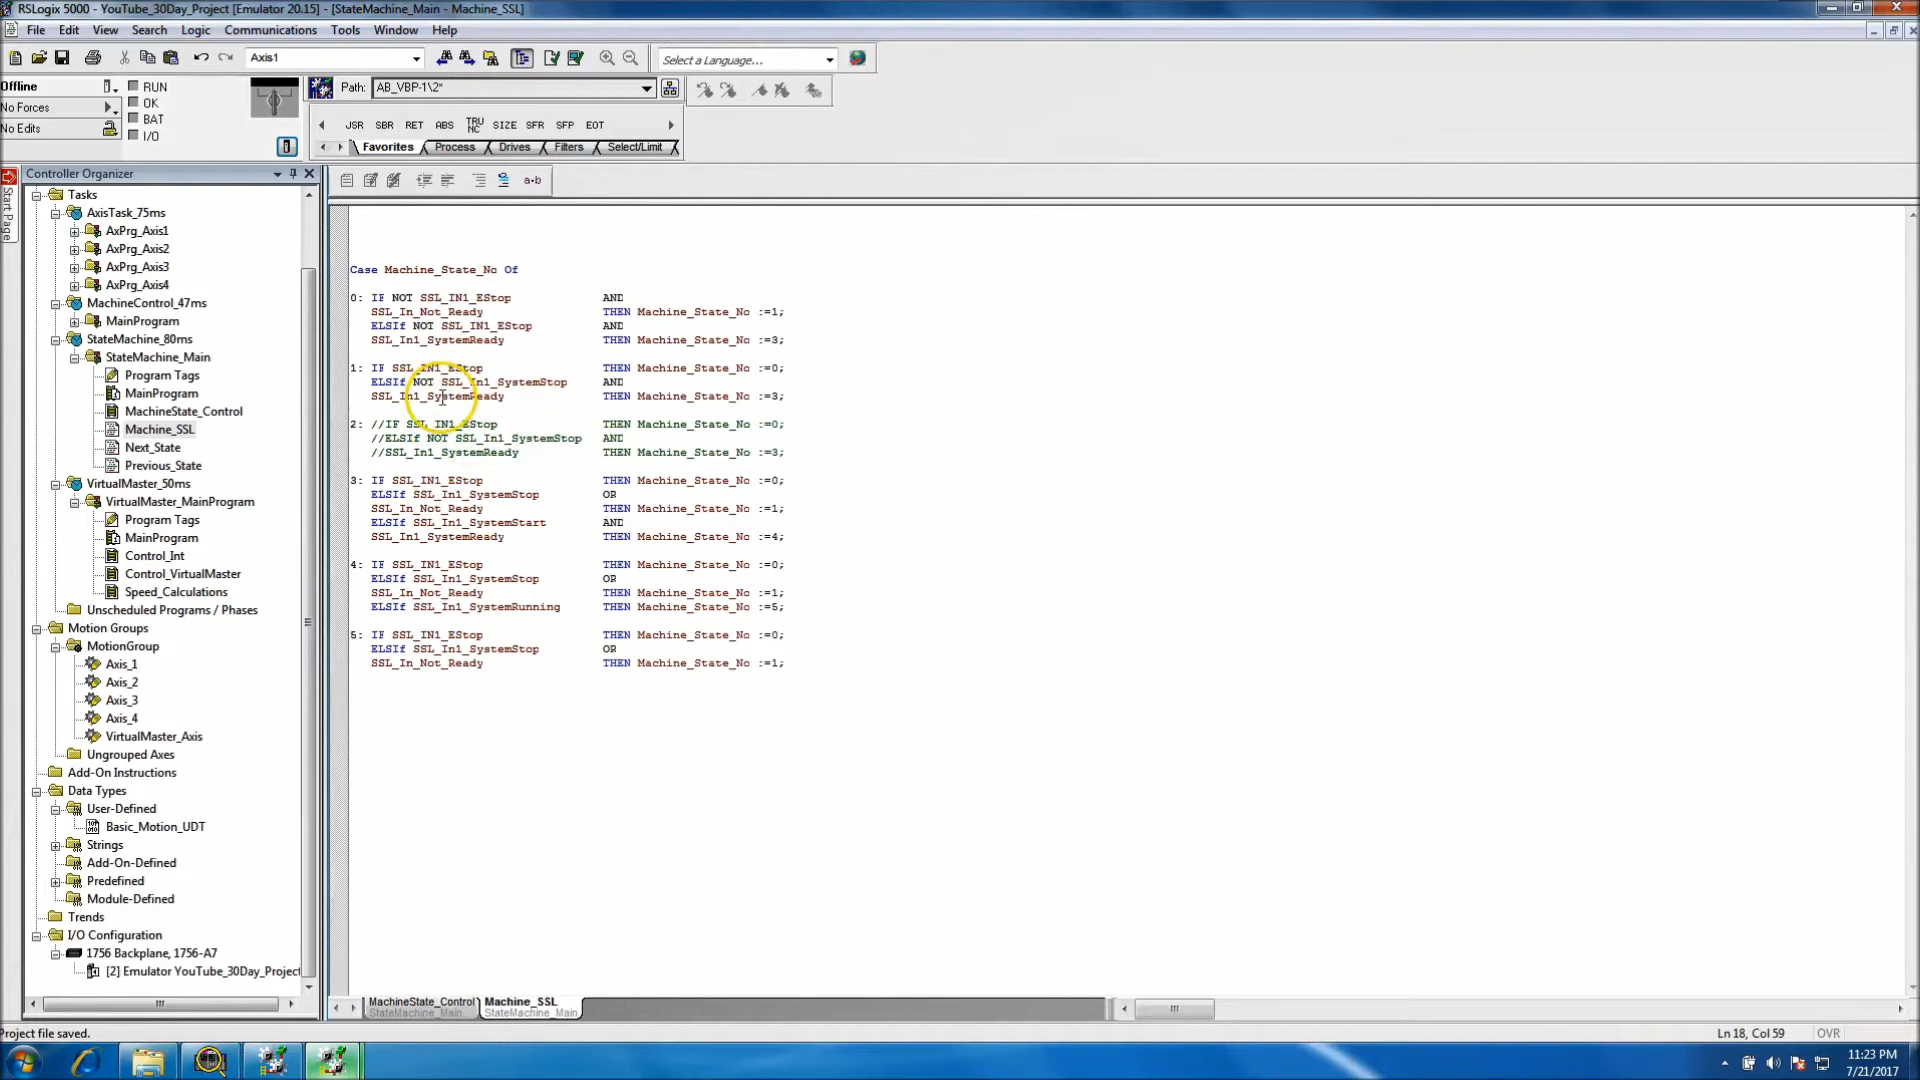 RSLogix 5000 - YouTube_30Day_Project [Emulator 20.15] - [StateMachine_Main - Machine_SSL]
File Edit View Search Logic Communications Tools Window Help
Axis1
Select a Language...
Offline
No Forces
No Edits
RUN
OK
BAT
I/O
Path: AB_VBP-1\2*
JSR SBR RET ABS TRUNC SIZE SFR SFP EOT
Favorites Process Drives Filters Select/Limit
Start Page
Controller Organizer
Tasks
AxisTask_75ms
AxPrg_Axis1
AxPrg_Axis2
AxPrg_Axis3
AxPrg_Axis4
MachineControl_47ms
MainProgram
StateMachine_80ms
StateMachine_Main
Program Tags
MainProgram
MachineState_Control
Machine_SSL
Next_State
Previous_State
VirtualMaster_50ms
VirtualMaster_MainProgram
Program Tags
MainProgram
Control_Int
Control_VirtualMaster
Speed_Calculations
Unscheduled Programs / Phases
Motion Groups
MotionGroup
Axis_1
Axis_2
Axis_3
Axis_4
VirtualMaster_Axis
Ungrouped Axes
Add-On Instructions
Data Types
User-Defined
Basic_Motion_UDT
Strings
Add-On-Defined
Predefined
Module-Defined
Trends
I/O Configuration
1756 Backplane, 1756-A7
[2] Emulator YouTube_30Day_Project
Case Machine_State_No Of
0: IF NOT SSL_IN1_EStop AND
SSL_In_Not_Ready THEN Machine_State_No :=1;
ELSIf NOT SSL_IN1_EStop AND
SSL_In1_SystemReady THEN Machine_State_No :=3;
1: IF SSL_IN1_EStop THEN Machine_State_No :=0;
ELSIf NOT SSL_In1_SystemStop AND
SSL_In1_SystemReady THEN Machine_State_No :=3;
2: //IF SSL_IN1_EStop THEN Machine_State_No :=0;
//ELSIf NOT SSL_In1_SystemStop AND
//SSL_In1_SystemReady THEN Machine_State_No :=3;
3: IF SSL_IN1_EStop THEN Machine_State_No :=0;
ELSIf SSL_In1_SystemStop OR
SSL_In_Not_Ready THEN Machine_State_No :=1;
ELSIf SSL_In1_SystemStart AND
SSL_In1_SystemReady THEN Machine_State_No :=4;
4: IF SSL_IN1_EStop THEN Machine_State_No :=0;
ELSIf SSL_In1_SystemStop OR
SSL_In_Not_Ready THEN Machine_State_No :=1;
ELSIf SSL_In1_SystemRunning THEN Machine_State_No :=5;
5: IF SSL_IN1_EStop THEN Machine_State_No :=0;
ELSIf SSL_In1_SystemStop OR
SSL_In_Not_Ready THEN Machine_State_No :=1;
MachineState_Control Machine_SSL
StateMachine_Main StateMachine_Main
Project file saved.
Ln 18, Col 59 OVR
11:23 PM
7/21/2017